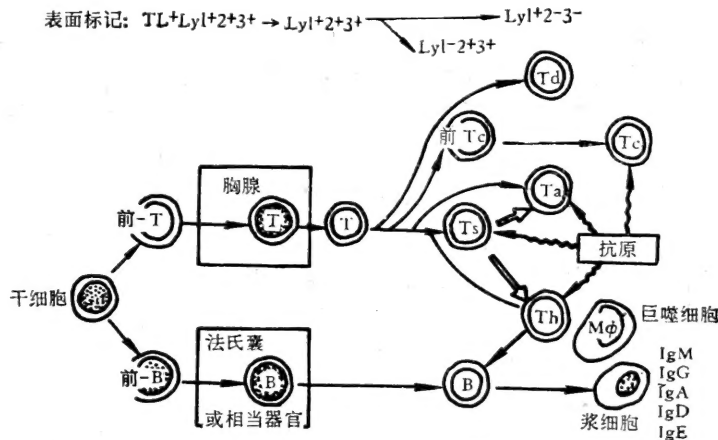 表面标记: TL+Lyl+2+3+ → Lyl+2+3+ → Lyl+2-3-
Lyl-2+3+
Td
前 Tc
Tc
胸腺
Ta
前-T
T
T
Ts
抗原
干细胞
Th
Mφ
巨噬细胞
法氏囊
前-B
B
B
IgM
IgG
IgA
IgD
IgE
或相当器官
浆细胞